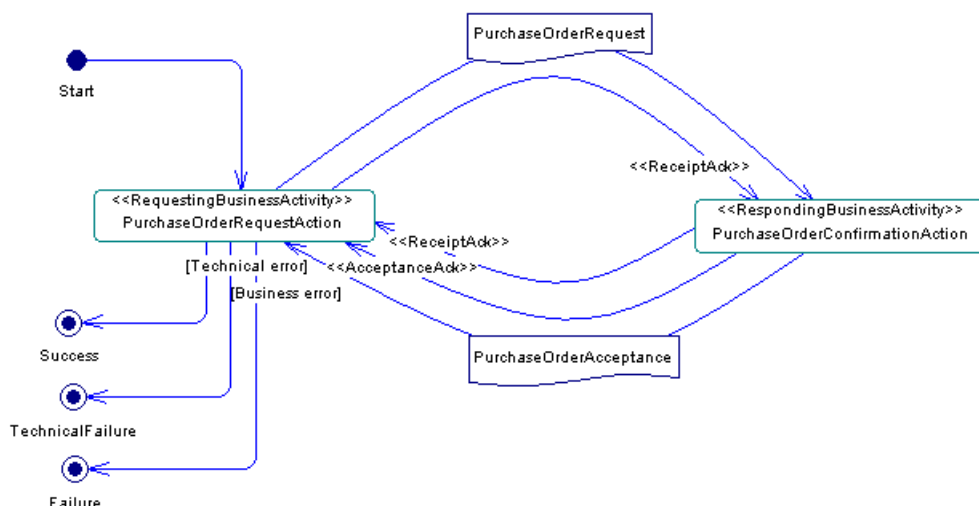 PurchaseOrderRequest
Start
<<ReceiptAck>>
<<RequestingBusinessActivity>>
PurchaseOrderRequestAction
<<RespondingBusinessActivity>>
PurchaseOrderConfirmationAction
<<ReceiptAck>>
[Technical error]
<<AcceptanceAck>>
[Business error]
Success
PurchaseOrderAcceptance
TechnicalFailure
Failure